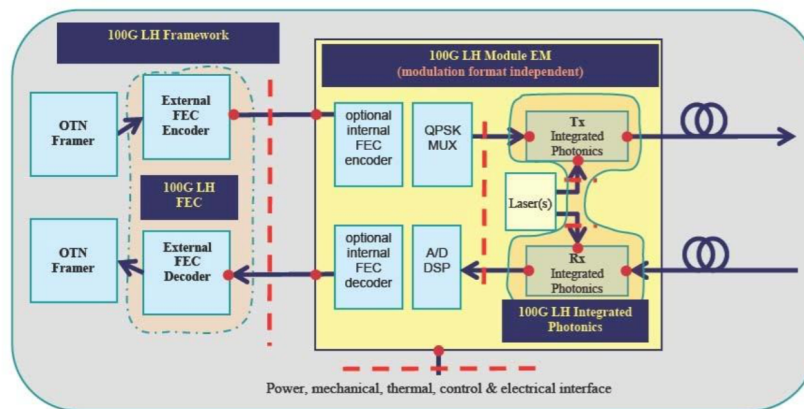 100G LH Framework
100G LH Module EM
(modulation format independent)
OTN
Framer
External
FEC
Encoder
optional
internal
FEC
encoder
QPSK
MUX
Tx
Integrated
Photonics
100G LH
FEC
Laser(s)
OTN
Framer
External
FEC
Decoder
optional
internal
FEC
decoder
A/D
DSP
Rx
Integrated
Photonics
100G LH Integrated
Photonics
Power, mechanical, thermal, control & electrical interface